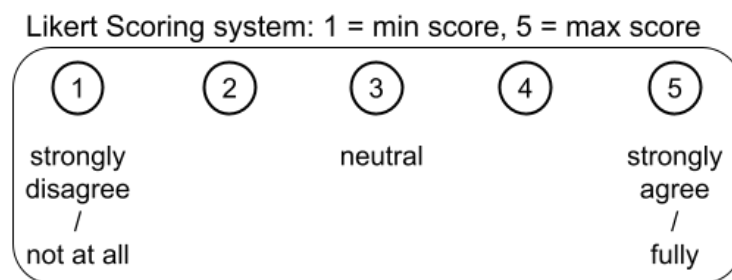 Likert Scoring system: 1 = min score, 5 = max score
1 2 3 4 5
strongly neutral strongly
disagree agree
/ /
not at all fully